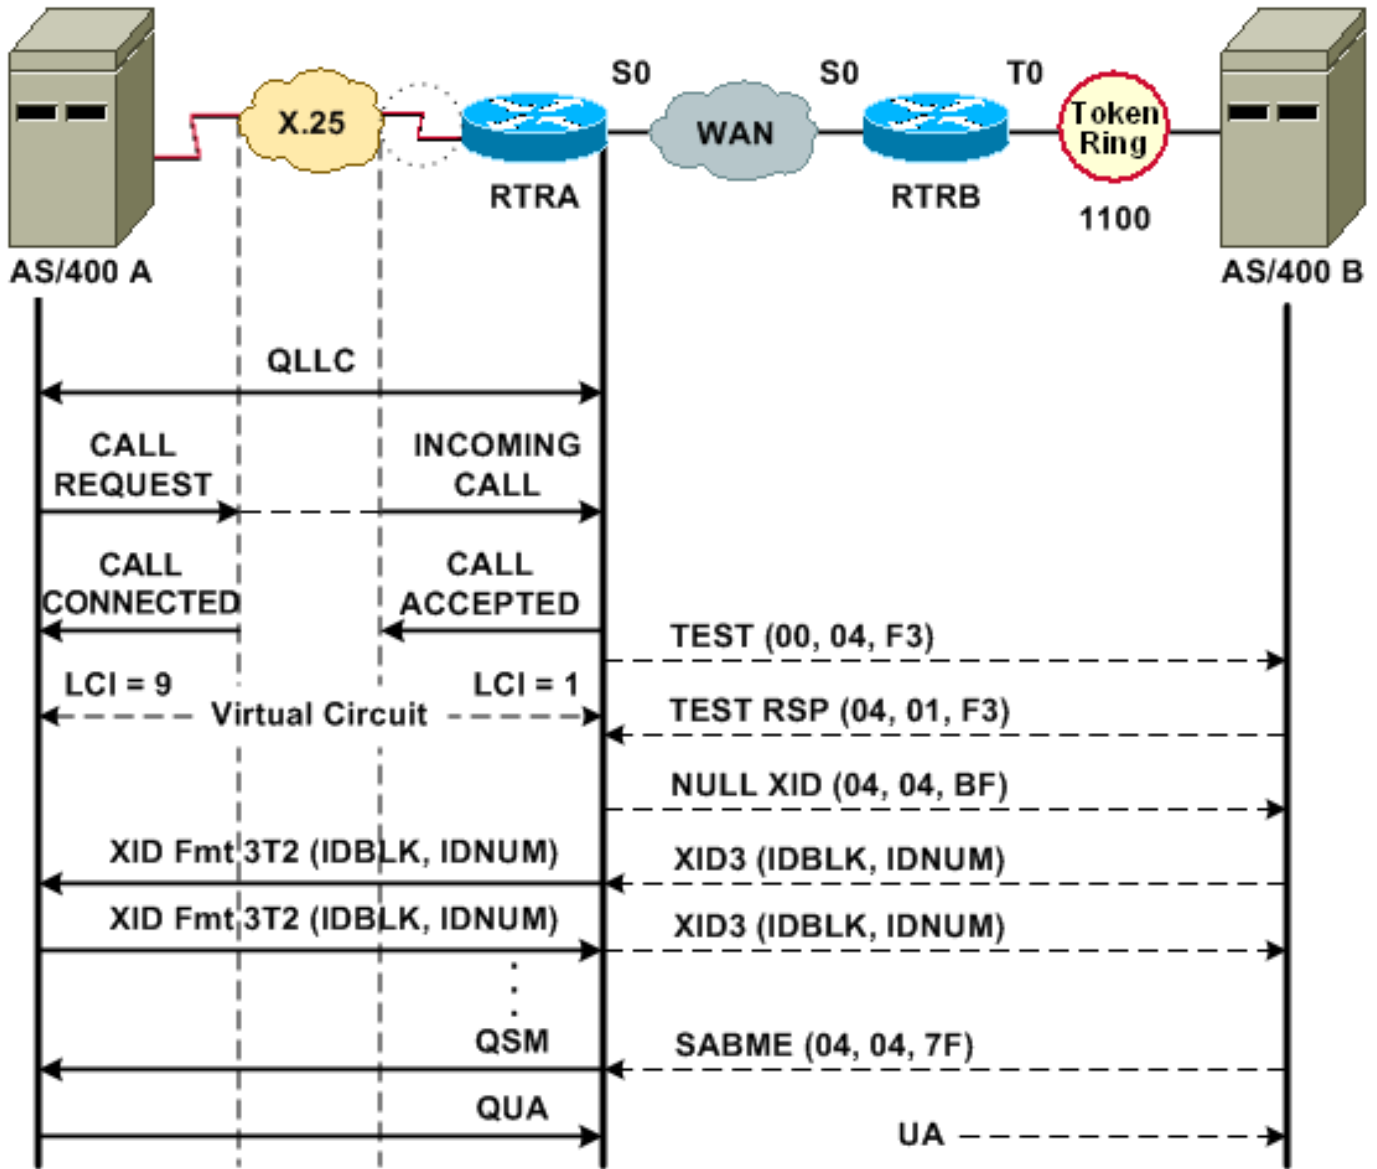 S0
S0
T0
X.25
WAN
Token
Ring
RTRA
RTRB
1100
AS/400 A
AS/400 B
QLLC
CALL
REQUEST
INCOMING
CALL
CALL
CONNECTED
CALL
ACCEPTED
TEST (00, 04, F3)
LCI = 9
LCI = 1
Virtual Circuit
TEST RSP (04, 01, F3)
NULL XID (04, 04, BF)
XID Fmt 3T2 (IDBLK, IDNUM)
XID3 (IDBLK, IDNUM)
XID Fmt 3T2 (IDBLK, IDNUM)
XID3 (IDBLK, IDNUM)
QSM
SABME (04, 04, 7F)
QUA
UA